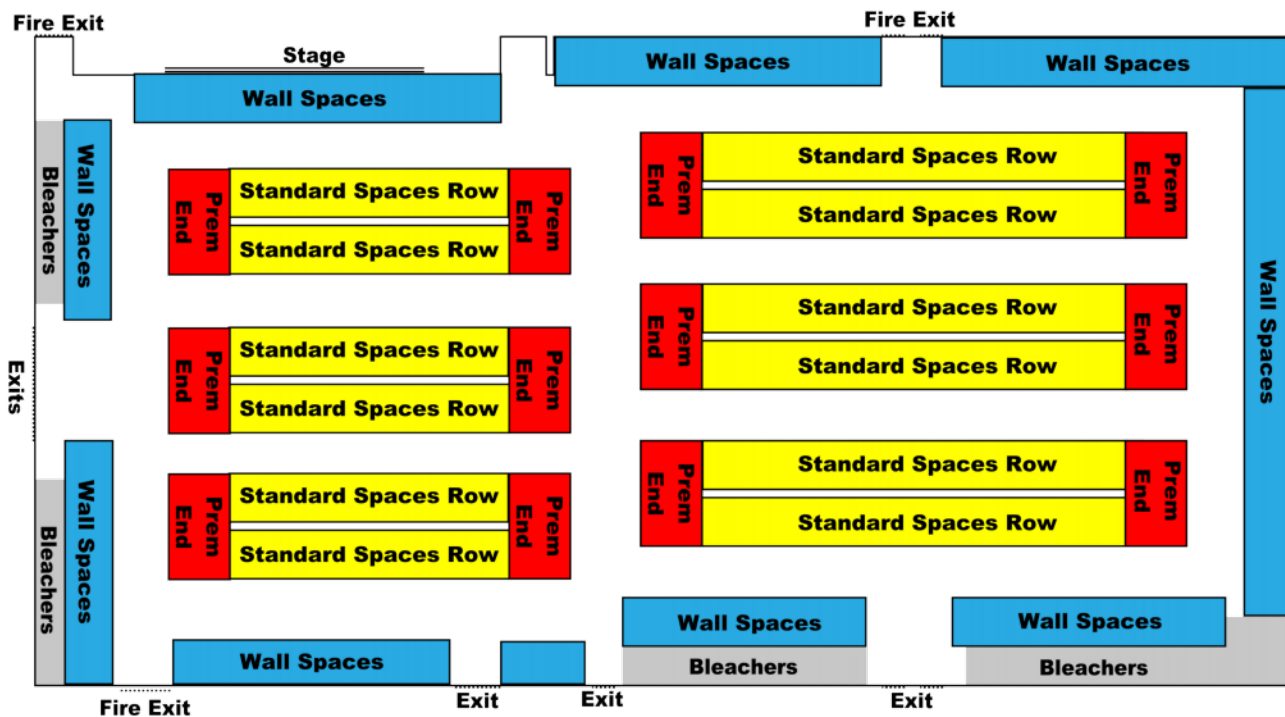 Fire Exit
Fire Exit
Stage
Wall Spaces
Wall Spaces
Wall Spaces
Bleachers
Wall Spaces
Prem End
Standard Spaces Row
Standard Spaces Row
Prem End
Prem End
Standard Spaces Row
Standard Spaces Row
Prem End
Wall Spaces
Exits
Prem End
Standard Spaces Row
Standard Spaces Row
Prem End
Prem End
Standard Spaces Row
Standard Spaces Row
Prem End
Bleachers
Wall Spaces
Prem End
Standard Spaces Row
Standard Spaces Row
Prem End
Prem End
Standard Spaces Row
Standard Spaces Row
Prem End
Wall Spaces
Wall Spaces
Bleachers
Wall Spaces
Bleachers
Fire Exit
Exit
Exit
Exit